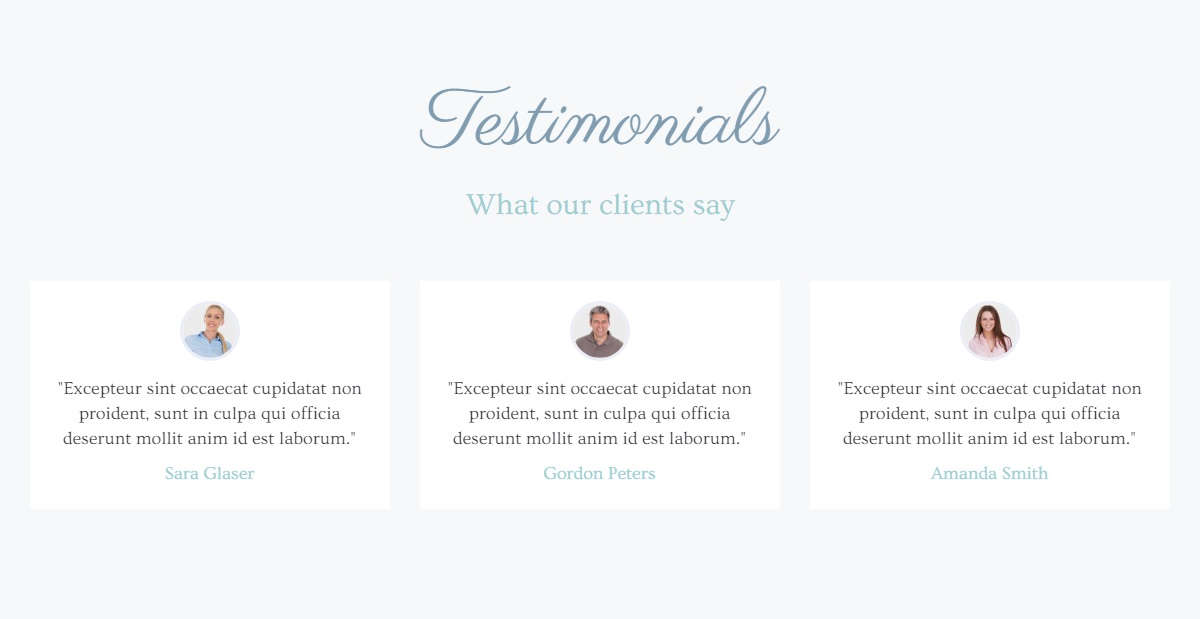 Testimonials
What our clients say
"Excepteur sint occaecat cupidatat non
proident, sunt in culpa qui officia
deserunt mollit anim id est laborum."
Sara Glaser
"Excepteur sint occaecat cupidatat non
proident, sunt in culpa qui officia
deserunt mollit anim id est laborum."
Gordon Peters
"Excepteur sint occaecat cupidatat non
proident, sunt in culpa qui officia
deserunt mollit anim id est laborum."
Amanda Smith